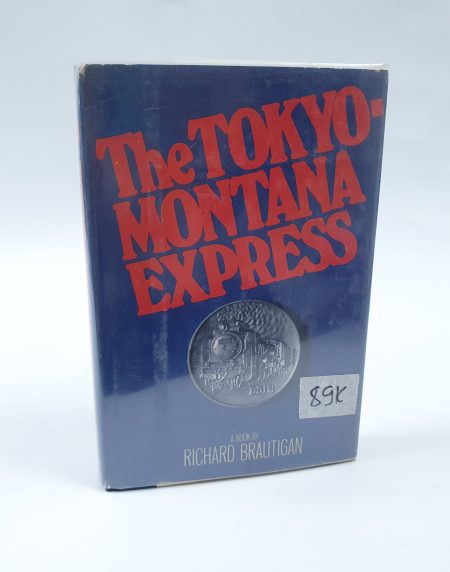 The TOKYO-
MONTANA
EXPRESS
89K
A BOOK BY
RICHARD BRAUTIGAN